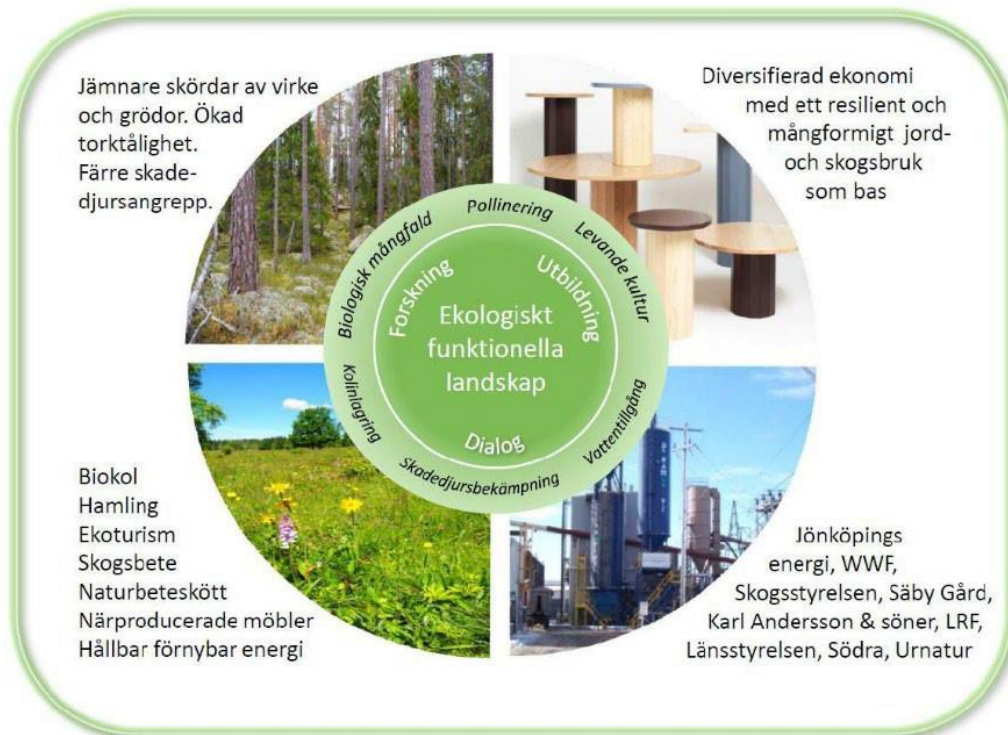 Jämnare skördar av virke
och grödor. Ökad
torktålighet.
Färre skade-
djursangrepp.
Diversifierad ekonomi
med ett resilient och
mångformigt jord-
och skogsbruk
som bas
Biologisk mångfald
Pollinering
Levande kultur
Vattentillgång
Skadedjursbekämpning
Kolinlagring
Forskning
Utbildning
Dialog
Ekologiskt
funktionella
landskap
Biokol
Hamling
Ekoturism
Skogsbete
Naturbeteskött
Närproducerade möbler
Hållbar förnybar energi
Jönköpings
energi, WWF,
Skogsstyrelsen, Säby Gård,
Karl Andersson & söner, LRF,
Länsstyrelsen, Södra, Urnatur